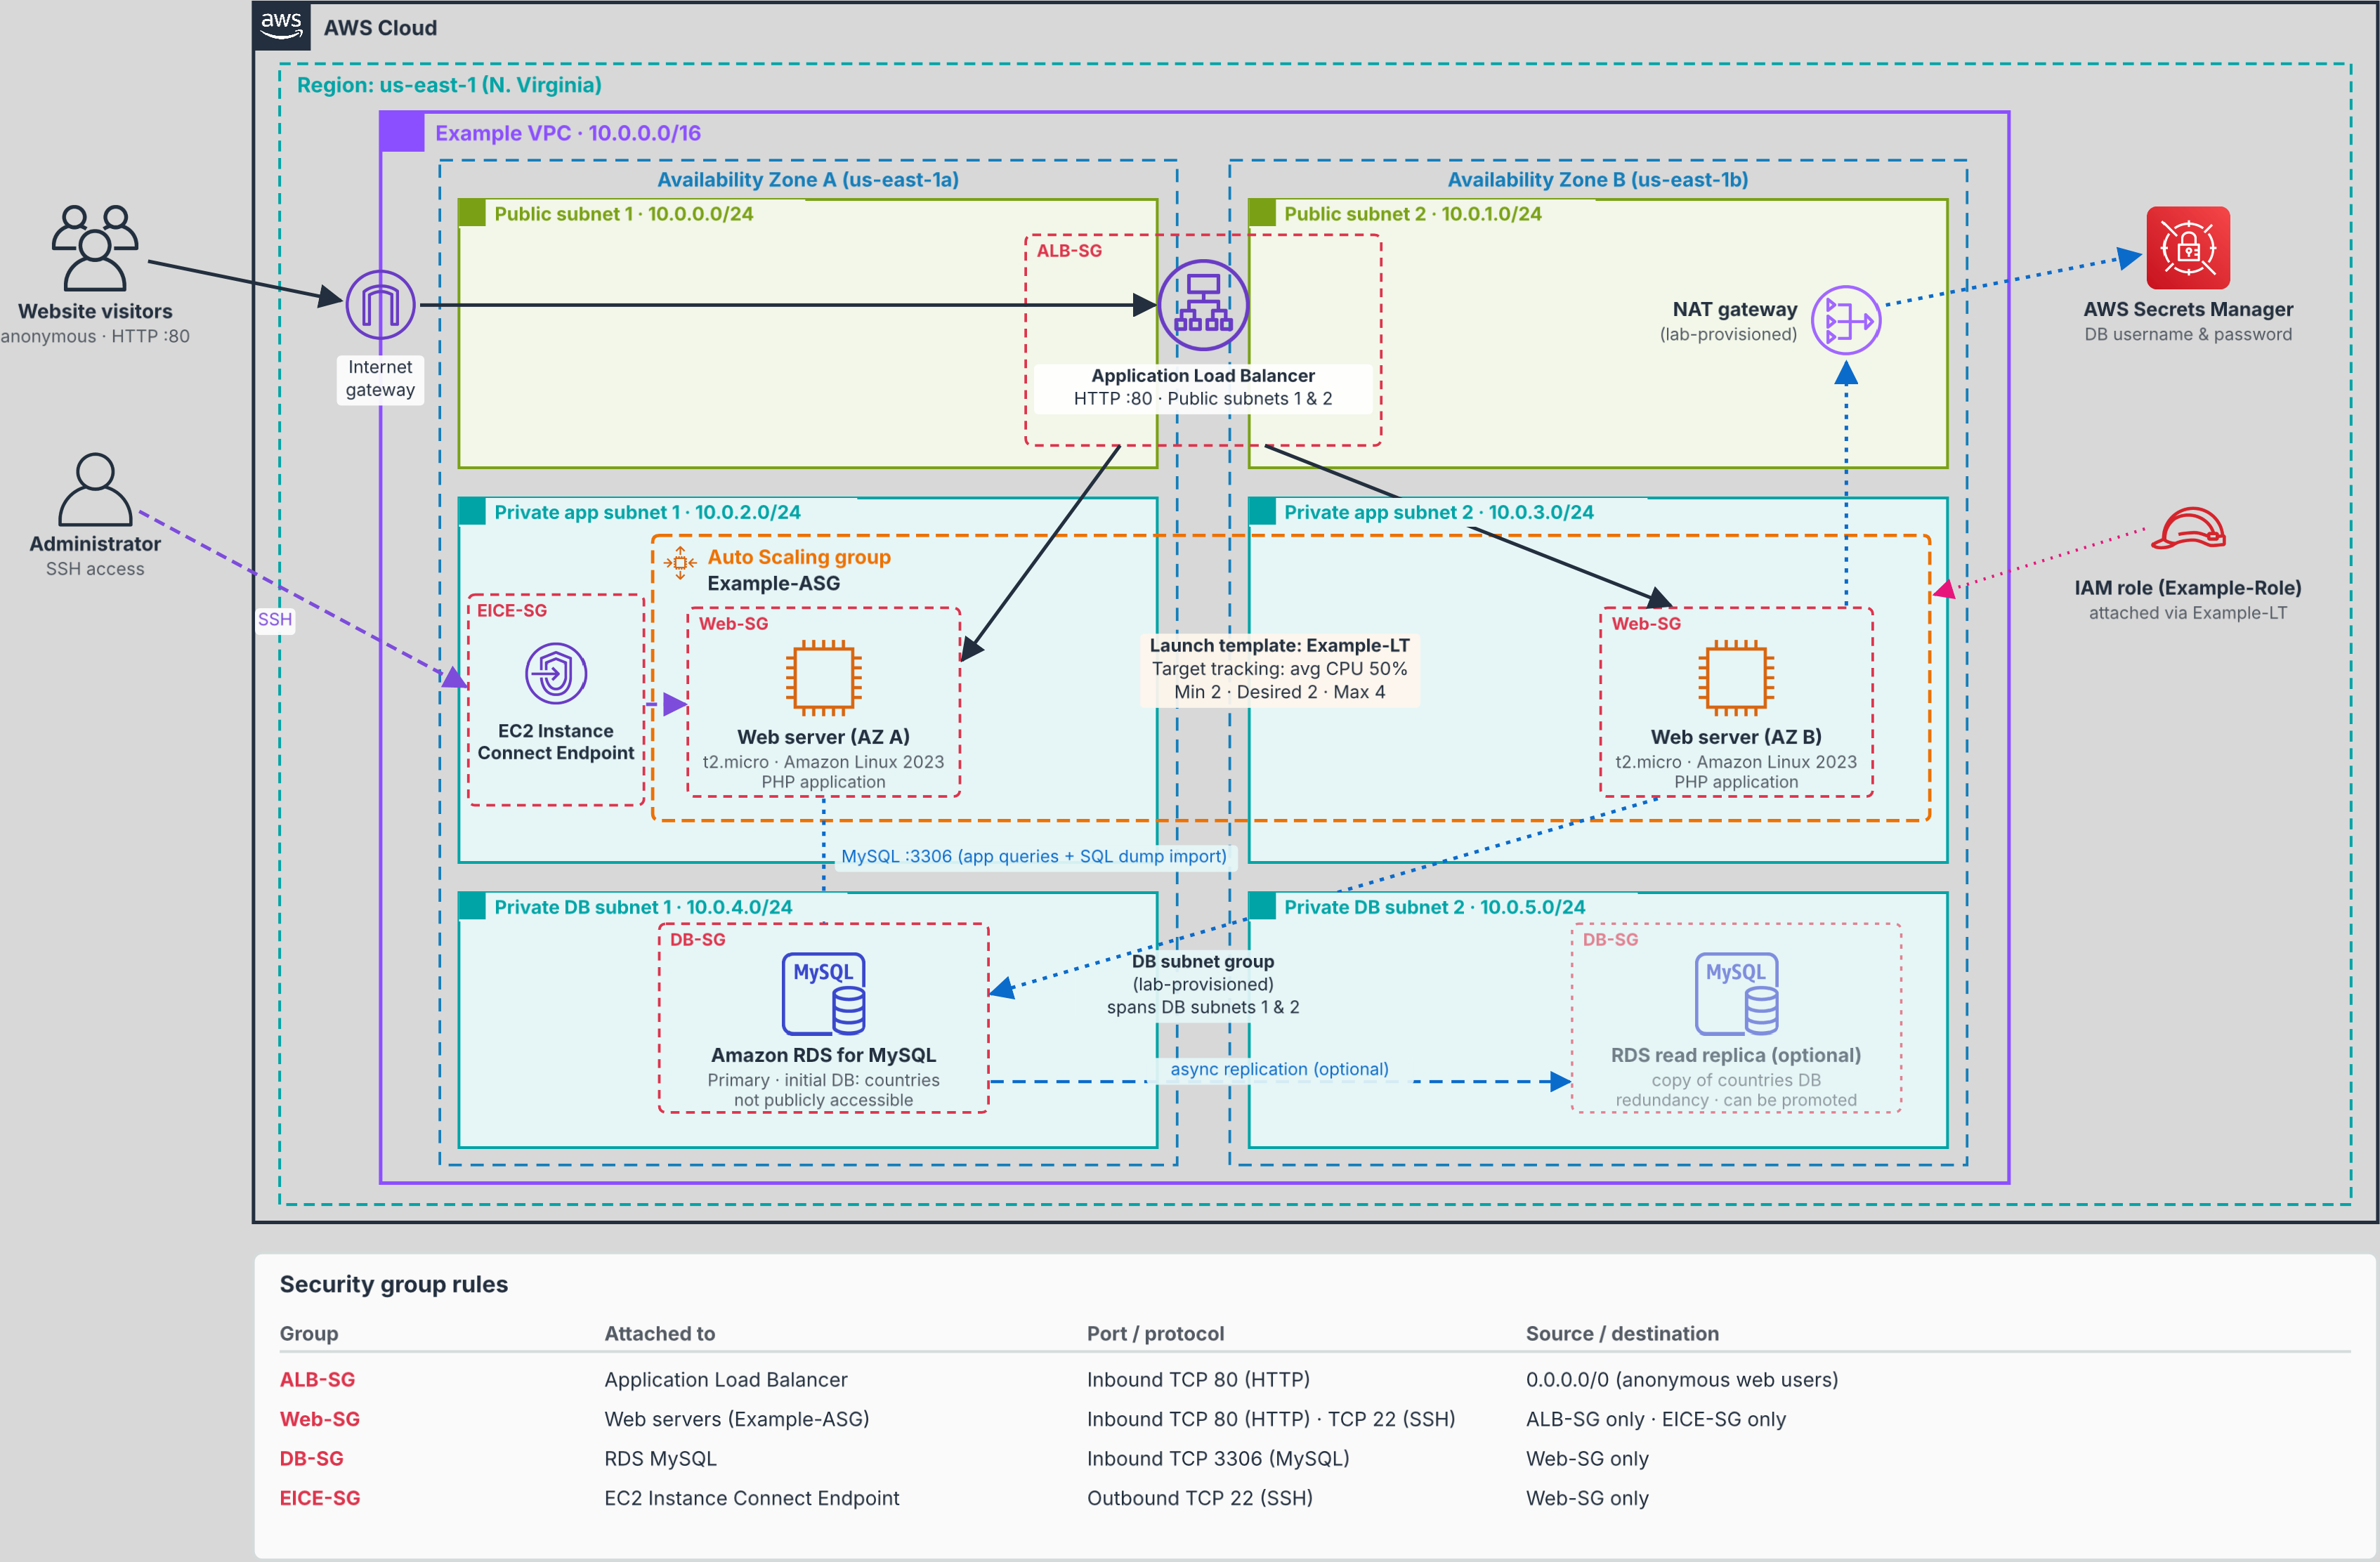 aws
AWS Cloud
Region: us-east-1 (N. Virginia)
Example VPC · 10.0.0.0/16
Availability Zone A (us-east-1a)
Availability Zone B (us-east-1b)
Public subnet 1 · 10.0.0.0/24
Public subnet 2 · 10.0.1.0/24
ALB-SG
Website visitors
anonymous · HTTP :80
Internet
gateway
Application Load Balancer
HTTP :80 · Public subnets 1 & 2
NAT gateway
(lab-provisioned)
AWS Secrets Manager
DB username & password
Administrator
SSH access
SSH
Private app subnet 1 · 10.0.2.0/24
Private app subnet 2 · 10.0.3.0/24
Auto Scaling group
Example-ASG
EICE-SG
EC2 Instance
Connect Endpoint
Web-SG
Web server (AZ A)
t2.micro · Amazon Linux 2023
PHP application
Launch template: Example-LT
Target tracking: avg CPU 50%
Min 2 · Desired 2 · Max 4
Web-SG
Web server (AZ B)
t2.micro · Amazon Linux 2023
PHP application
IAM role (Example-Role)
attached via Example-LT
MySQL :3306 (app queries + SQL dump import)
Private DB subnet 1 · 10.0.4.0/24
Private DB subnet 2 · 10.0.5.0/24
DB-SG
MySQL
Amazon RDS for MySQL
Primary · initial DB: countries
not publicly accessible
DB subnet group
(lab-provisioned)
spans DB subnets 1 & 2
async replication (optional)
DB-SG
MySQL
RDS read replica (optional)
copy of countries DB
redundancy · can be promoted
Security group rules
Group Attached to Port / protocol Source / destination
ALB-SG Application Load Balancer Inbound TCP 80 (HTTP) 0.0.0.0/0 (anonymous web users)
Web-SG Web servers (Example-ASG) Inbound TCP 80 (HTTP) · TCP 22 (SSH) ALB-SG only · EICE-SG only
DB-SG RDS MySQL Inbound TCP 3306 (MySQL) Web-SG only
EICE-SG EC2 Instance Connect Endpoint Outbound TCP 22 (SSH) Web-SG only